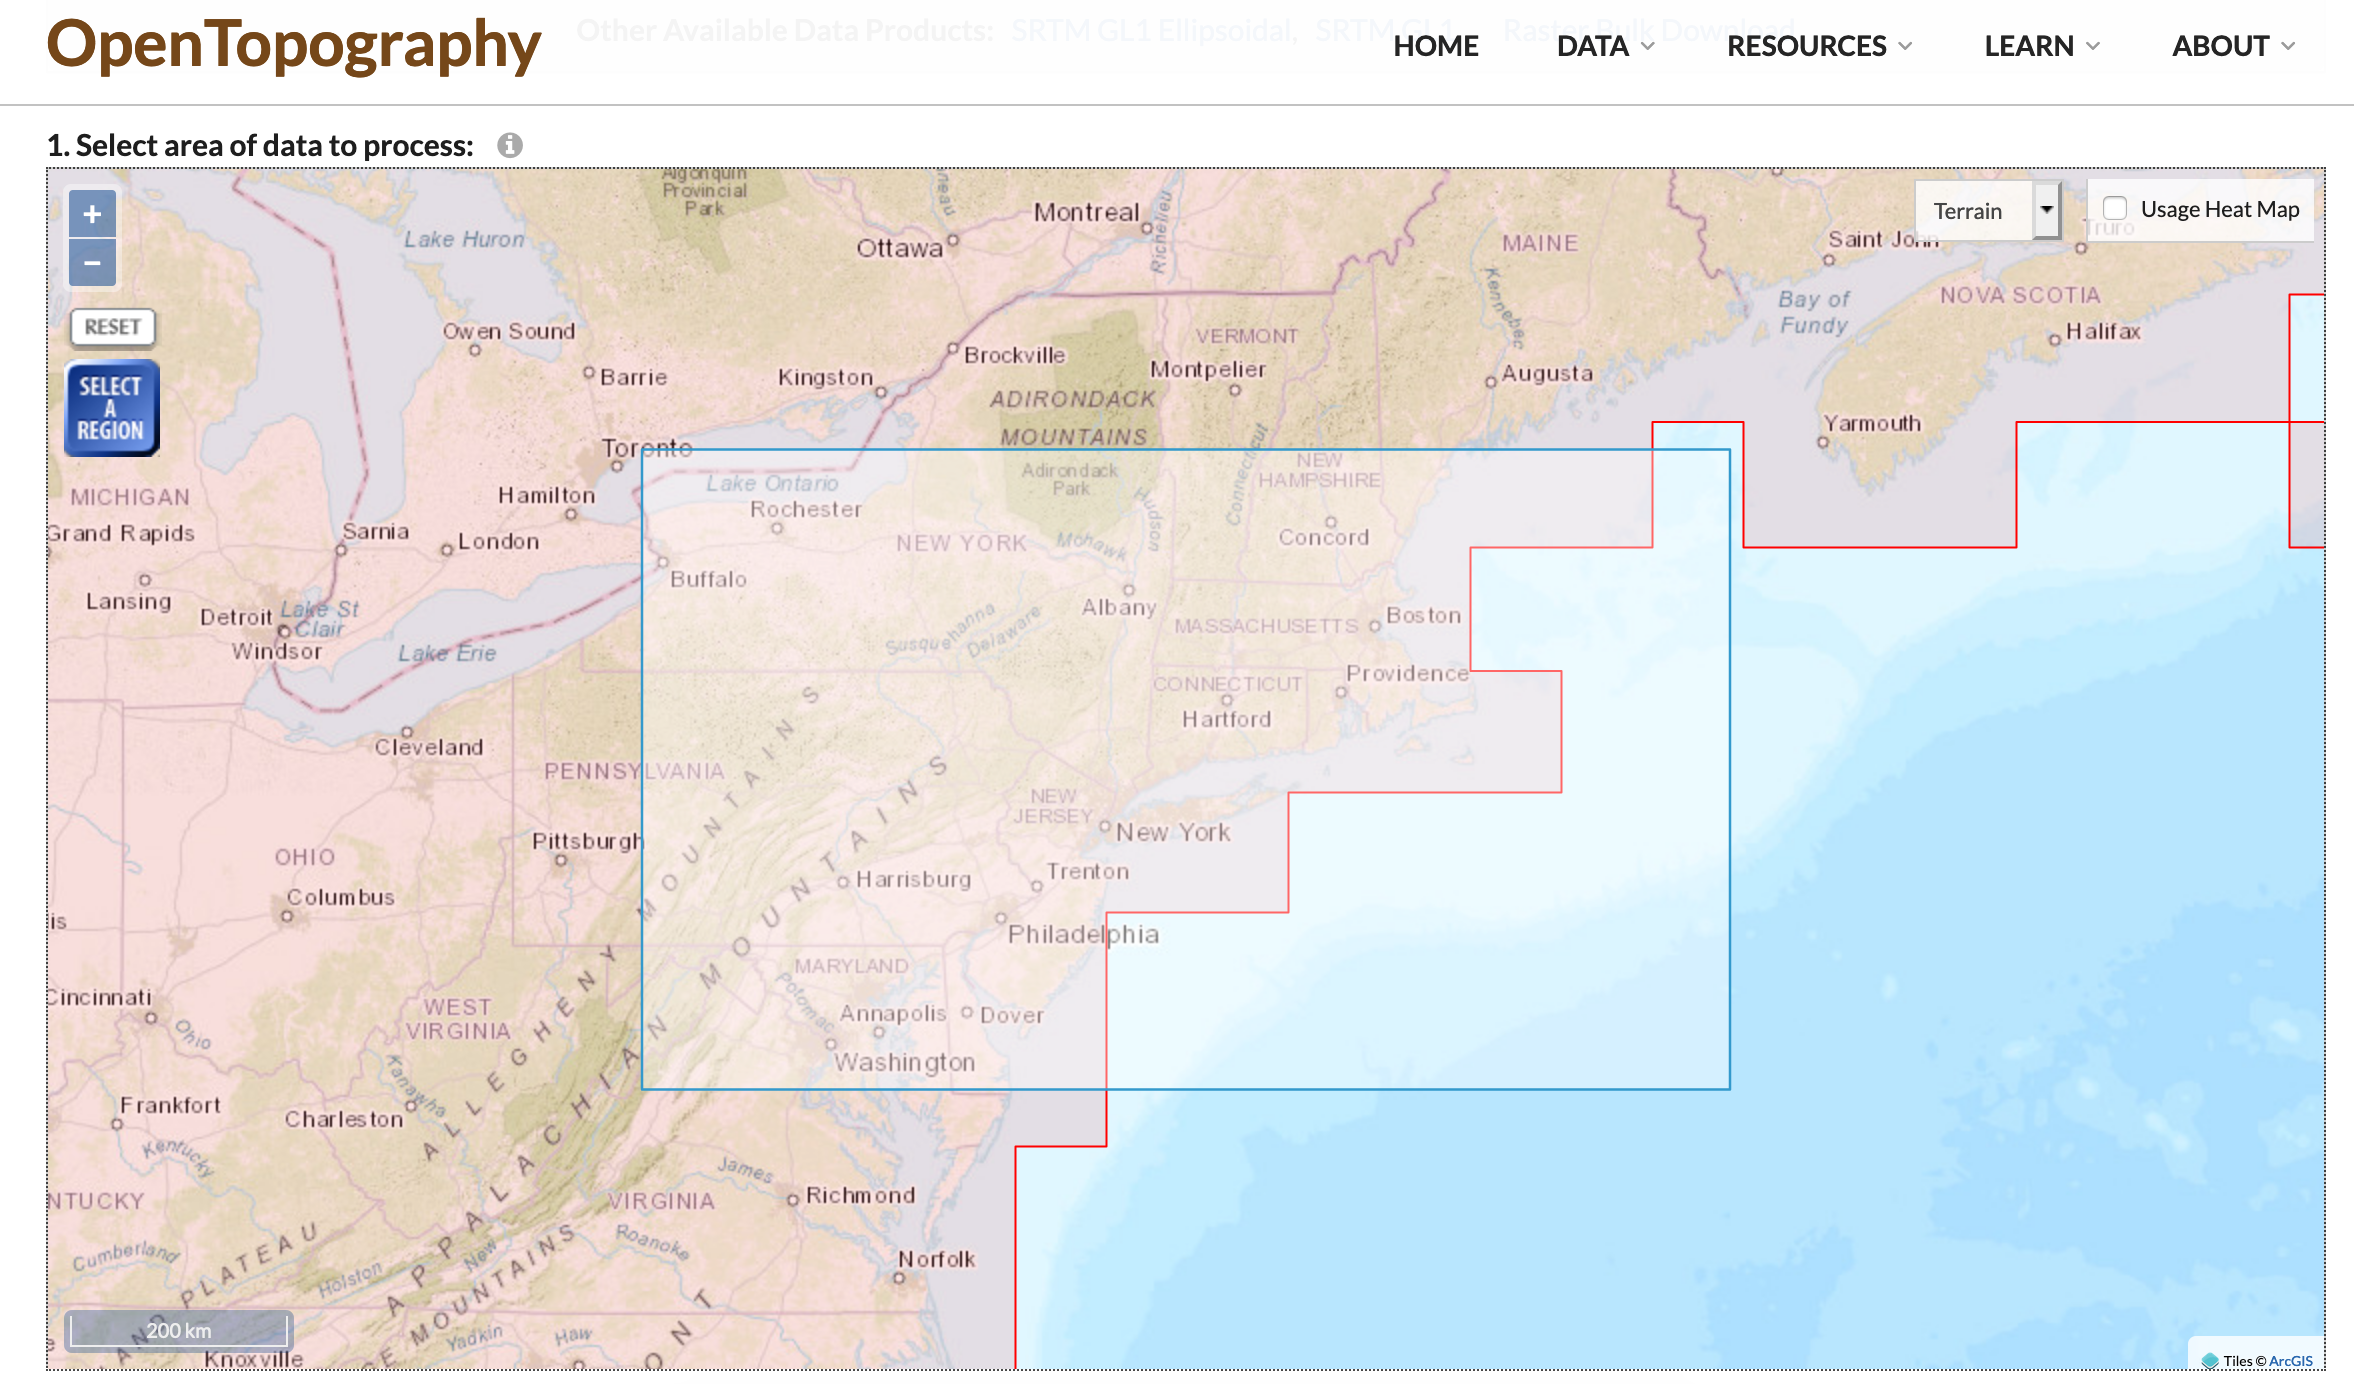 Other Available Data Products: SRTM GL1 Ellipsoidal, SRTM GL1 Raster Bulk Download
OpenTopography
HOME
DATA
RESOURCES
LEARN
ABOUT
1. Select area of data to process:
+
−
RESET
SELECT
A
REGION
Terrain
Usage Heat Map
Algonquin
Provincial
Park
Lake Huron
Ottawa
Montreal
Richelieu
MAINE
Saint John
Truro
Bay of
Fundy
NOVA SCOTIA
Halifax
Owen Sound
Barrie
Kingston
Brockville
VERMONT
Montpelier
Kennebec
Augusta
ADIRONDACK
MOUNTAINS
Adirondack
Park
Yarmouth
Toronto
Lake Ontario
Connecticut
NEW
HAMPSHIRE
MICHIGAN
Hamilton
Rochester
Hudson
Grand Rapids
Sarnia
London
NEW YORK
Mohawk
Concord
Buffalo
Lansing
Detroit
Lake St
Clair
Windsor
Lake Erie
Albany
Susquehanna
Delaware
MASSACHUSETTS
Boston
Providence
CONNECTICUT
Hartford
Cleveland
PENNSYLVANIA
NEW
JERSEY
New York
Pittsburgh
OHIO
Columbus
Harrisburg
Trenton
Philadelphia
is
MARYLAND
Cincinnati
Ohio
WEST
VIRGINIA
Potomac
Annapolis
Dover
Washington
Kanawha
ALLEGHENY MOUNTAINS
APPALACHIAN MOUNTAINS
Frankfort
Charleston
Kentucky
James
NTUCKY
VIRGINIA
Richmond
Cumberland
PLATEAU
Holston
New
Roanoke
Norfolk
MOUNTAINS
Yadkin
Haw
200 km
Knoxville
Tiles © ArcGIS